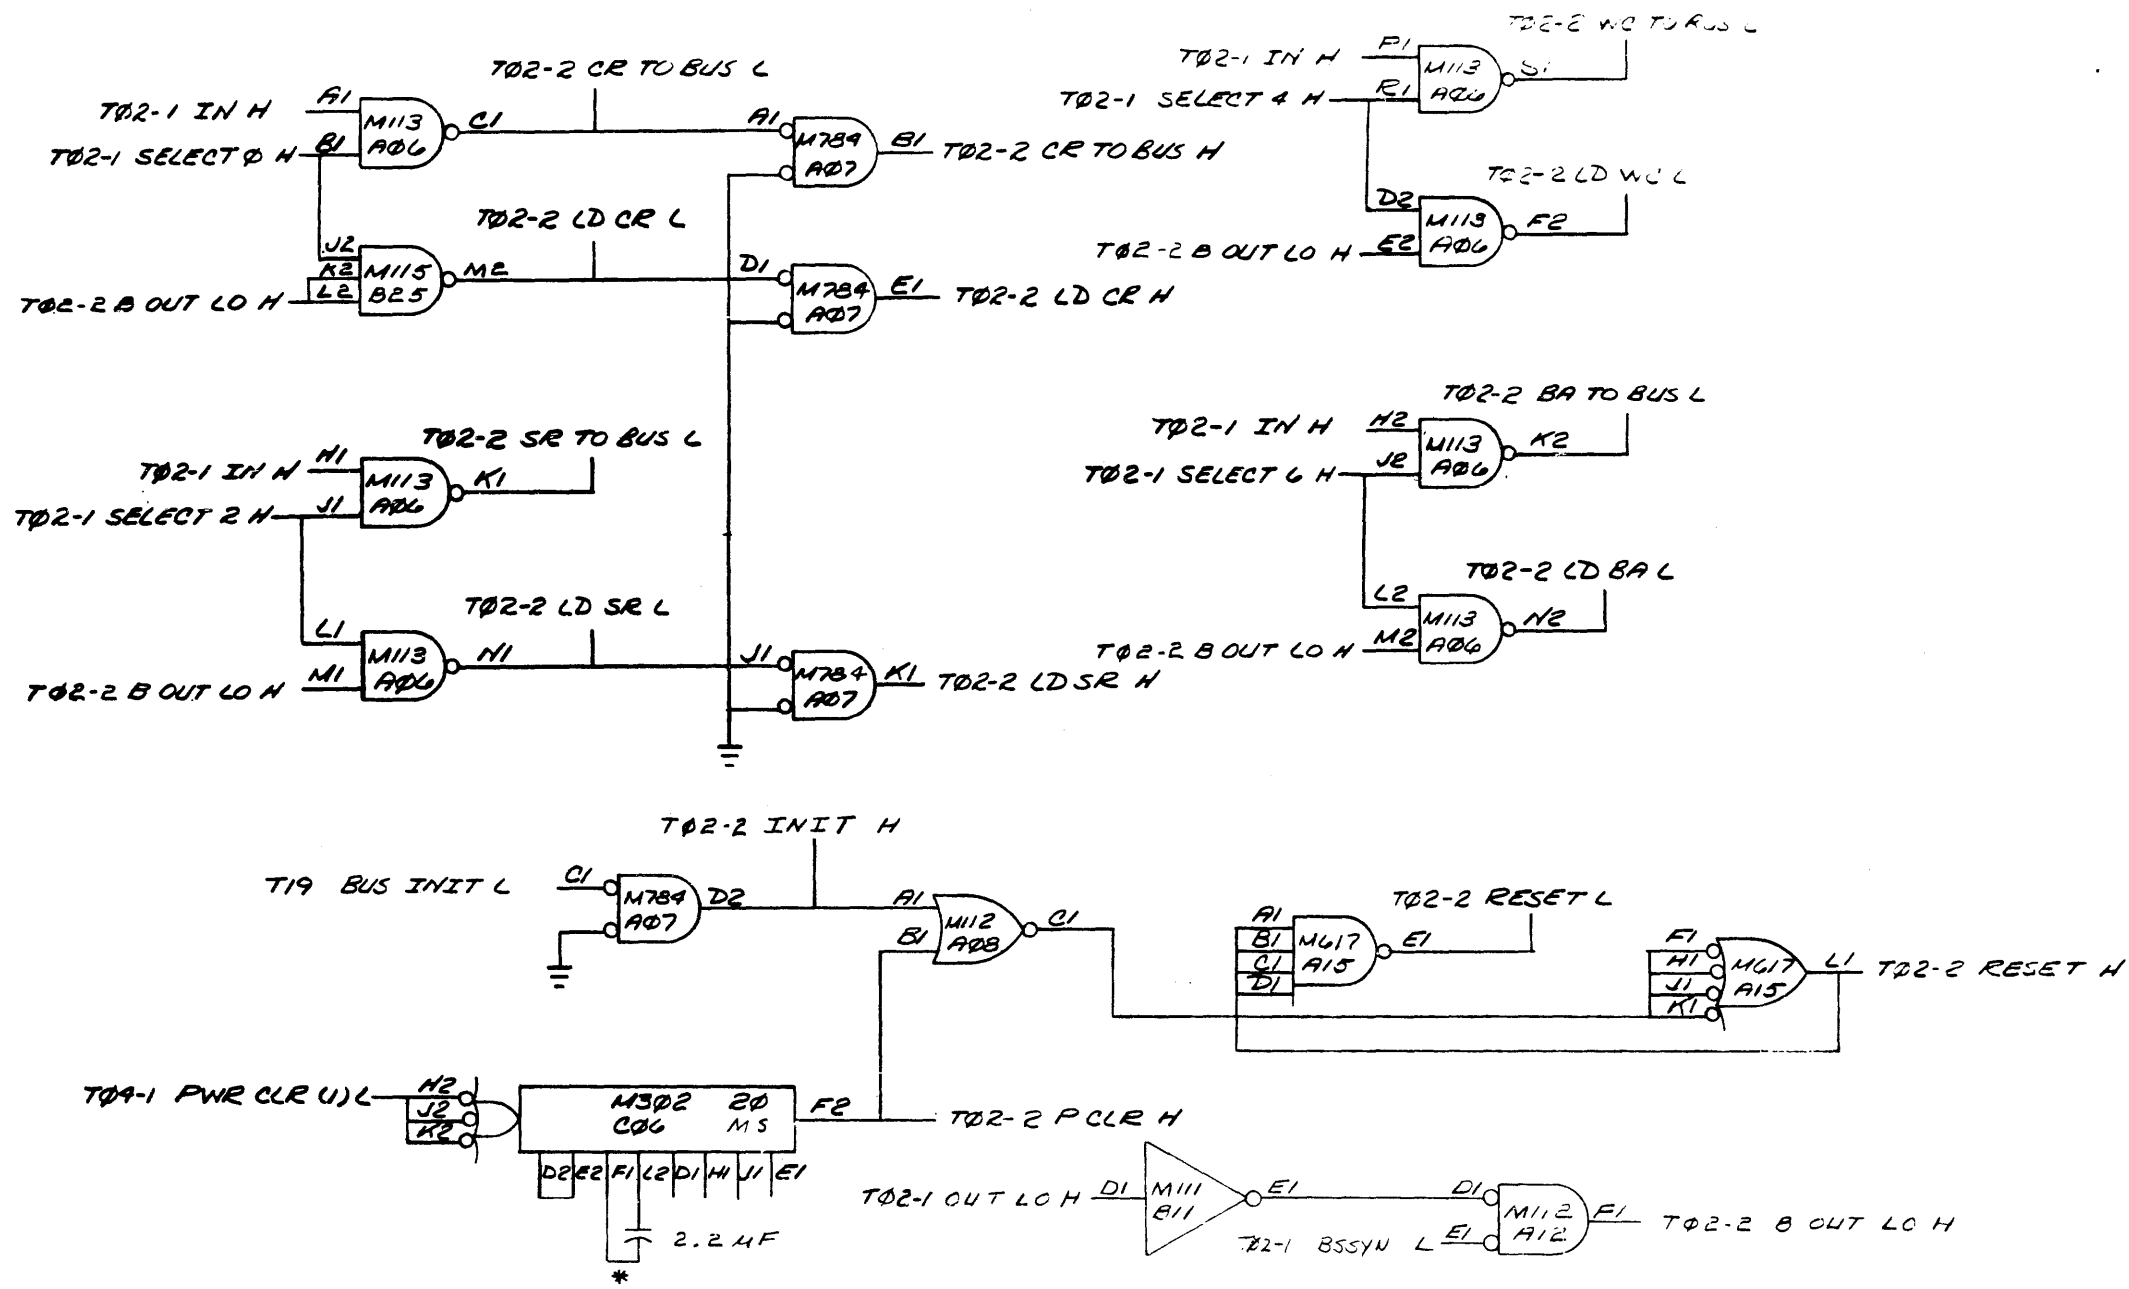 TØ2-2 CR TO BUS L
TØ2-1 IN H
A1
M113
AØ6
C1
A1
M784
AØ7
B1
TØ2-2 CR TO BUS H
TØ2-1 SELECT Ø H
B1
TØ2-2 LD CR L
J2
K2
L2
M115
B25
M2
D1
M784
AØ7
E1
TØ2-2 LD CR H
TØ2-2 B OUT LO H
TØ2-2 SR TO BUS L
TØ2-1 IN H
H1
M113
AØ6
K1
TØ2-1 SELECT 2 H
J1
TØ2-2 LD SR L
L1
M113
AØ6
N1
J1
M784
AØ7
K1
TØ2-2 LD SR H
M1
TØ2-2 B OUT LO H
TØ2-2 WC TO BUS L
TØ2-1 IN H
P1
M113
AØ6
S1
TØ2-1 SELECT 4 H
R1
TØ2-2 LD WC L
D2
M113
AØ6
F2
TØ2-2 B OUT LO H
E2
TØ2-2 BA TO BUS L
TØ2-1 IN H
H2
M113
AØ6
K2
TØ2-1 SELECT 6 H
J2
TØ2-2 LD BA L
L2
M113
AØ6
N2
TØ2-2 B OUT LO H
M2
TØ2-2 INIT H
T19 BUS INIT L
C1
M784
AØ7
D2
A1
B1
M112
AØ8
C1
TØ2-2 RESET L
A1
B1
C1
D1
M617
A15
E1
F1
H1
J1
K1
M617
A15
L1
TØ2-2 RESET H
TØ4-1 PWR CLR (1) L
H2
J2
K2
M302 2Ø
CØ6 MS
F2
TØ2-2 P CLR H
D2 E2 F1 L2 D1 H1 J1 E1
2.2 MF
*
TØ2-1 OUT LO H
D1
M111
B11
E1
D1
M112
A12
F1
TØ2-2 B OUT LO H
TØ2-1 BSSYN L
E1